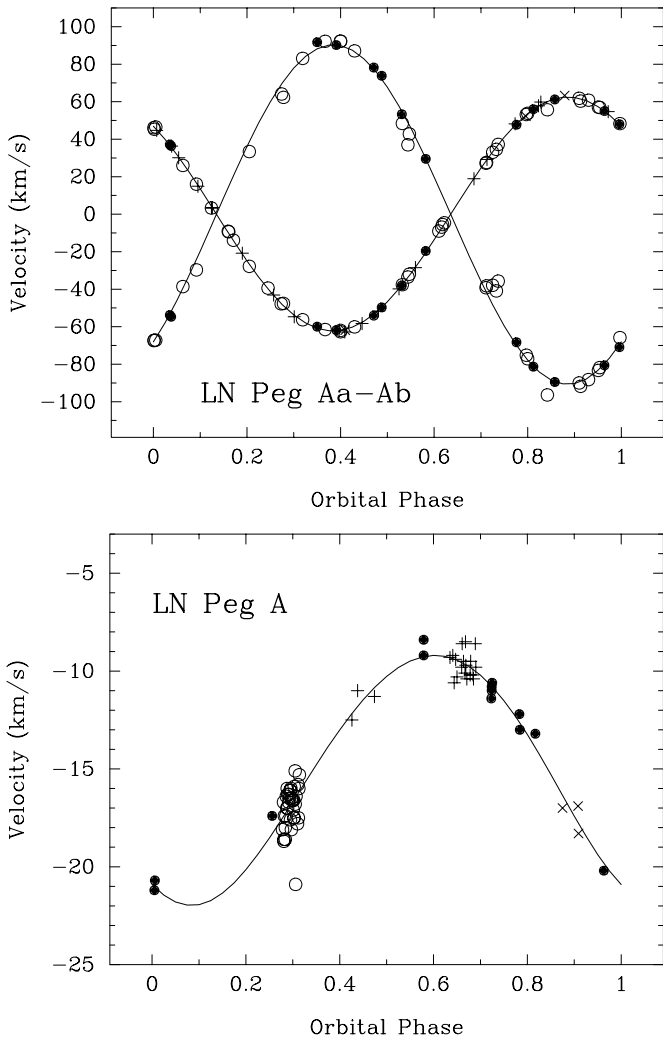 100
80
60
40
20
0
−20
−40
−60
−80
−100
Velocity (km/s)
LN Peg Aa−Ab
0 0.2 0.4 0.6 0.8 1
Orbital Phase
−5
−10
−15
−20
−25
Velocity (km/s)
LN Peg A
0 0.2 0.4 0.6 0.8 1
Orbital Phase